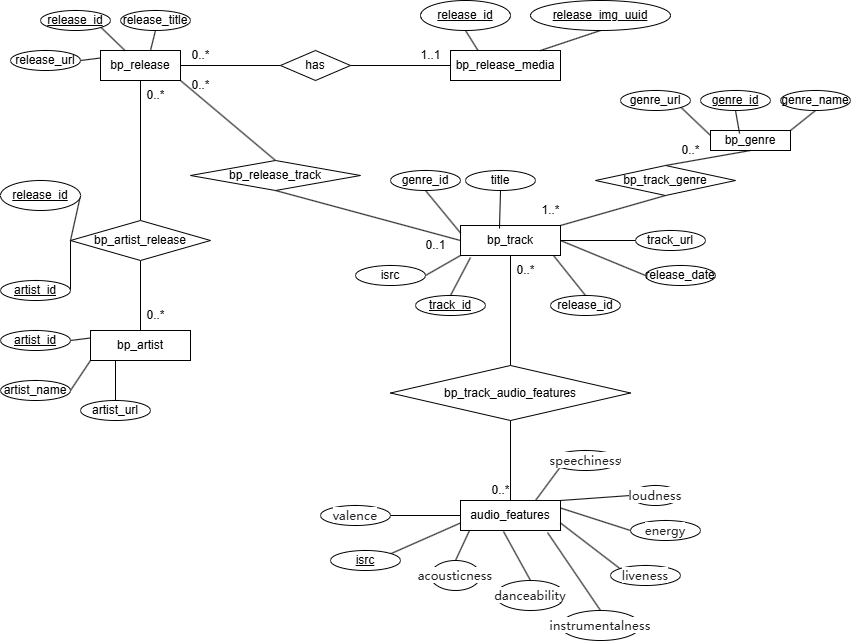 release_id
release_title
release_id
release_img_uuid
release_url
bp_release
0..*
has
1..1
bp_release_media
0..*
0..*
genre_url
genre_id
genre_name
bp_genre
0..*
bp_release_track
genre_id
title
bp_track_genre
release_id
1..*
bp_artist_release
0..1
bp_track
track_url
isrc
0..*
release_date
artist_id
track_id
release_id
0..*
artist_id
bp_artist
artist_name
bp_track_audio_features
artist_url
speechiness
0..*
loudness
valence
audio_features
energy
isrc
acousticness
liveness
danceability
instrumentalness